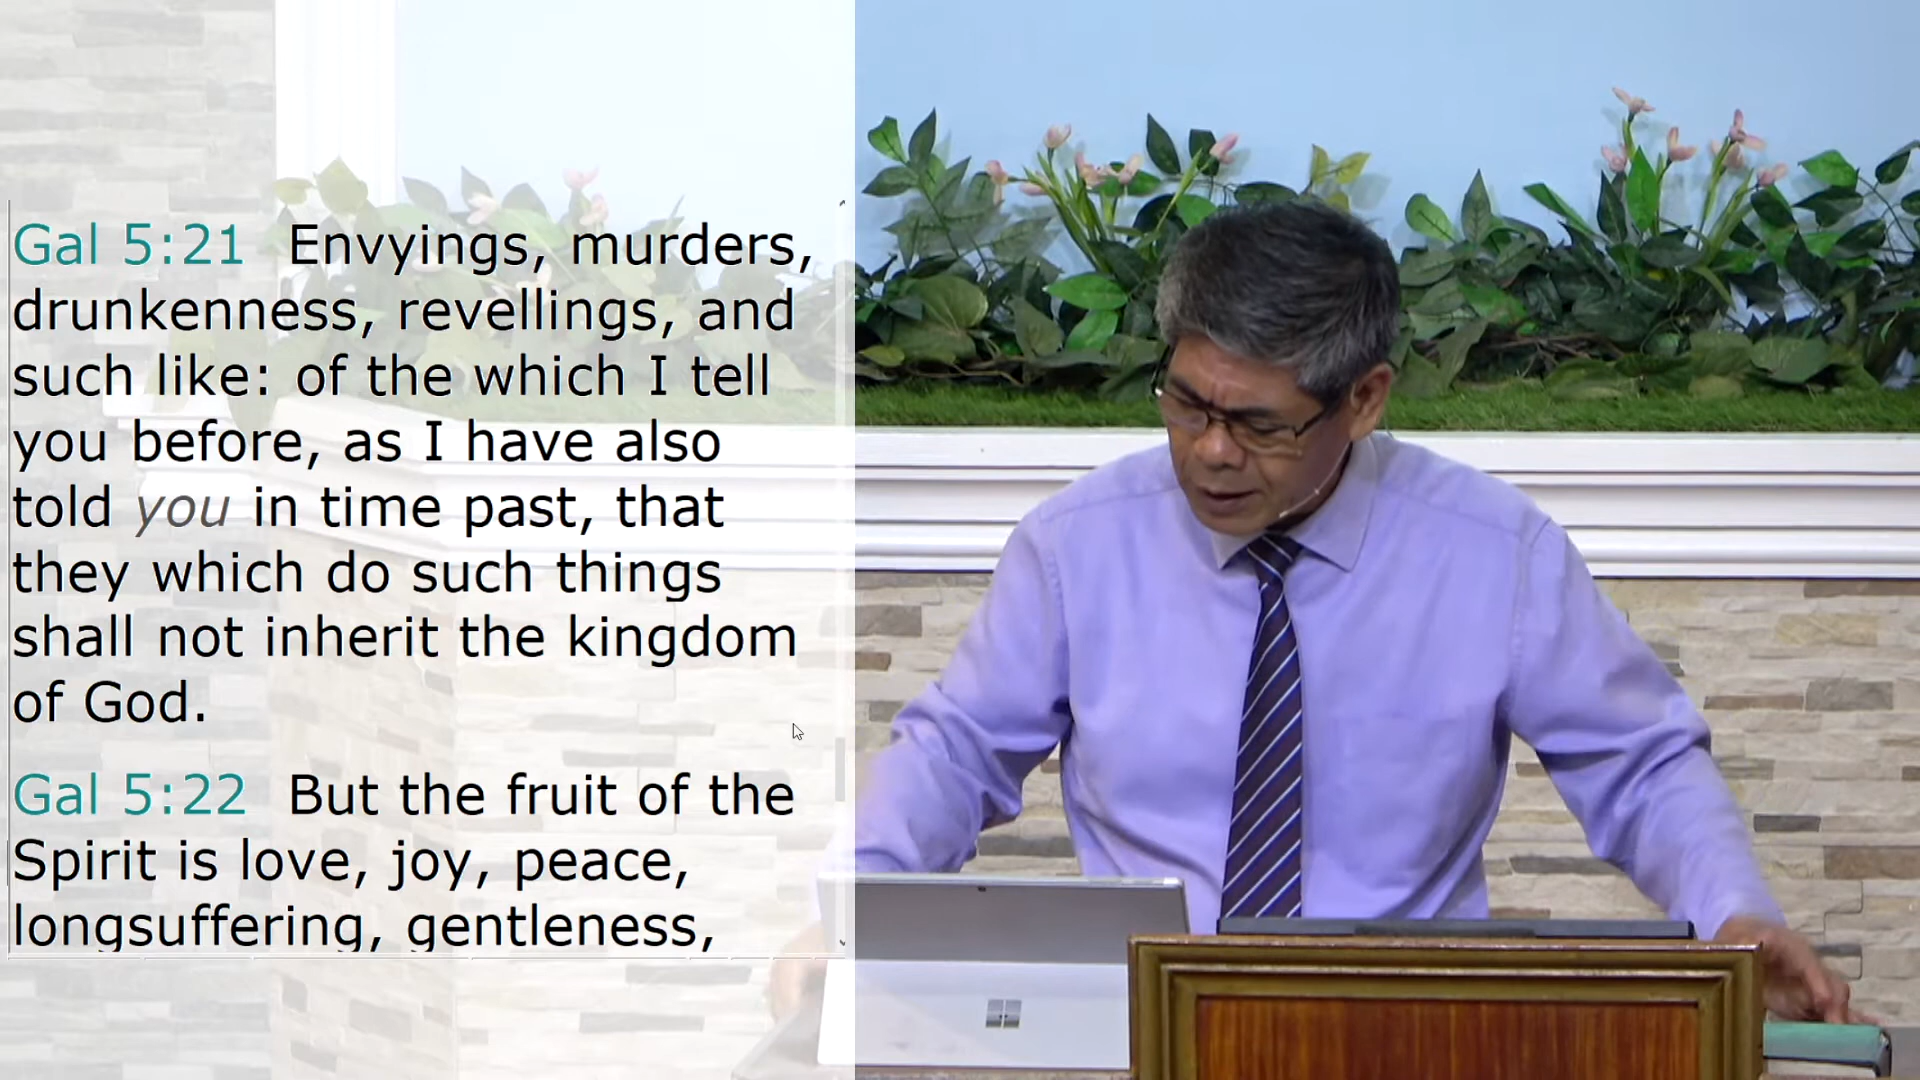 Gal 5:21 Envyings, murders,
drunkenness, revellings, and
such like: of the which I tell
you before, as I have also
told you in time past, that
they which do such things
shall not inherit the kingdom
of God.
Gal 5:22 But the fruit of the
Spirit is love, joy, peace,
longsuffering, gentleness,